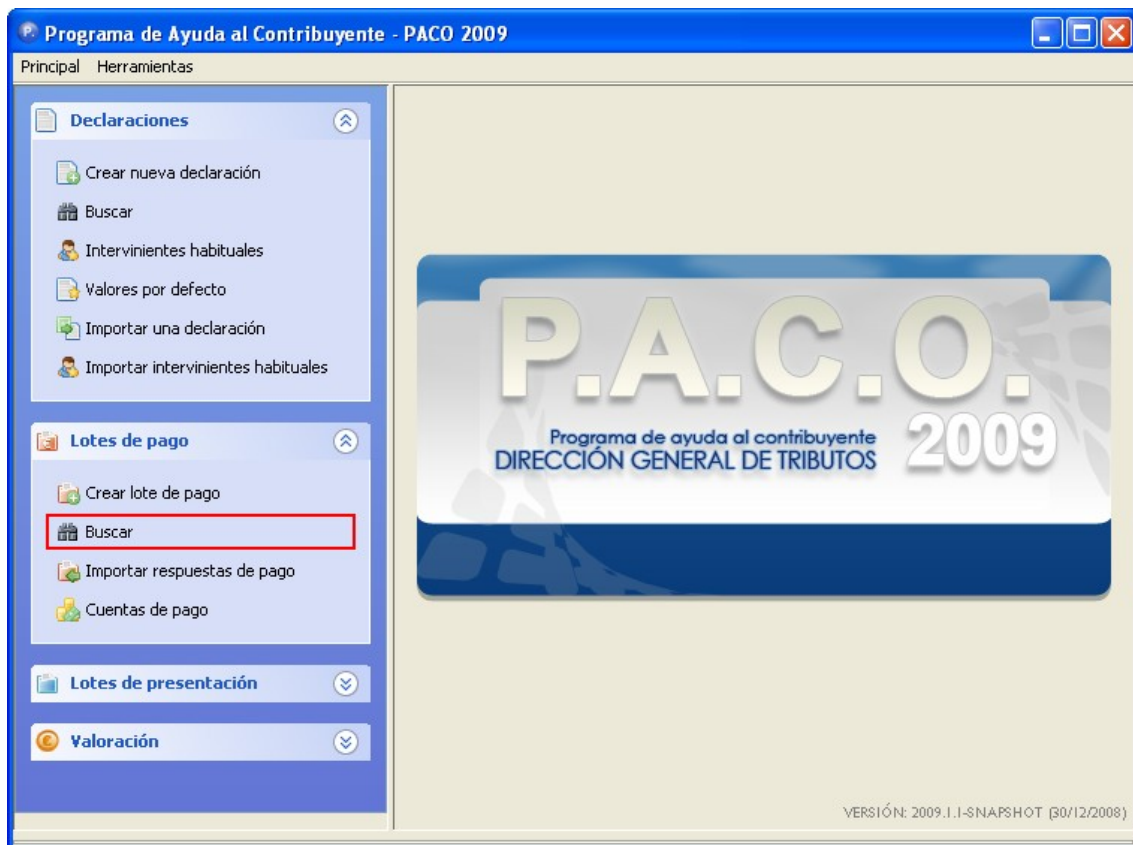 Programa de Ayuda al Contribuyente - PACO 2009
Principal Herramientas
Declaraciones
Crear nueva declaración
Buscar
Intervinientes habituales
Valores por defecto
Importar una declaración
Importar intervinientes habituales
Lotes de pago
Crear lote de pago
Buscar
Importar respuestas de pago
Cuentas de pago
Lotes de presentación
Valoración
P.A.C.O.
2009
Programa de ayuda al contribuyente
DIRECCIÓN GENERAL DE TRIBUTOS
VERSIÓN: 2009.1.1-SNAPSHOT (30/12/2008)